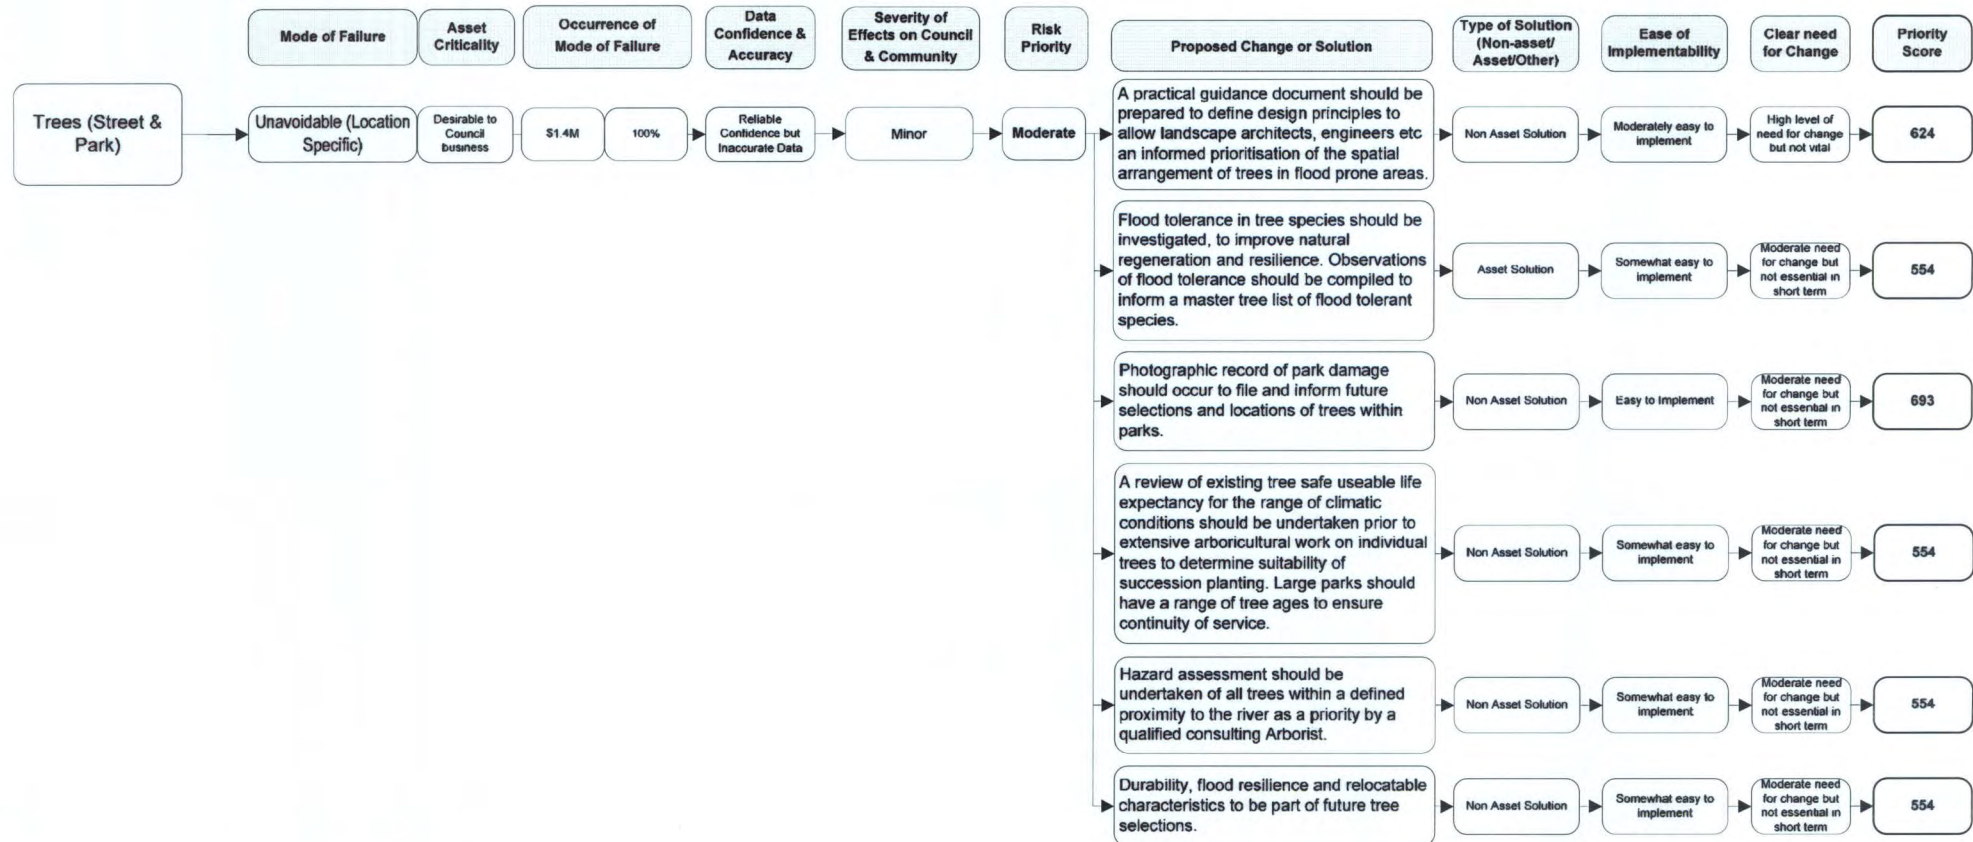 Mode of Failure
Asset
Criticality
Occurrence of
Mode of Failure
Data
Confidence &
Accuracy
Severity of
Effects on Council
& Community
Risk
Priority
Proposed Change or Solution
Type of Solution
(Non-asset/
Asset/Other)
Ease of
Implementability
Clear need
for Change
Priority
Score
Trees (Street &
Park)
Unavoidable (Location
Specific)
Desirable to
Council
business
$1.4M
100%
Reliable
Confidence but
Inaccurate Data
Minor
Moderate
A practical guidance document should be
prepared to define design principles to
allow landscape architects, engineers etc
an informed prioritisation of the spatial
arrangement of trees in flood prone areas.
Non Asset Solution
Moderately easy to
implement
High level of
need for change
but not vital
624
Flood tolerance in tree species should be
investigated, to improve natural
regeneration and resilience. Observations
of flood tolerance should be compiled to
inform a master tree list of flood tolerant
species.
Asset Solution
Somewhat easy to
implement
Moderate need
for change but
not essential in
short term
554
Photographic record of park damage
should occur to file and inform future
selections and locations of trees within
parks.
Non Asset Solution
Easy to Implement
Moderate need
for change but
not essential in
short term
693
A review of existing tree safe useable life
expectancy for the range of climatic
conditions should be undertaken prior to
extensive arboricultural work on individual
trees to determine suitability of
succession planting. Large parks should
have a range of tree ages to ensure
continuity of service.
Non Asset Solution
Somewhat easy to
implement
Moderate need
for change but
not essential in
short term
554
Hazard assessment should be
undertaken of all trees within a defined
proximity to the river as a priority by a
qualified consulting Arborist.
Non Asset Solution
Somewhat easy to
implement
Moderate need
for change but
not essential in
short term
554
Durability, flood resilience and relocatable
characteristics to be part of future tree
selections.
Non Asset Solution
Somewhat easy to
implement
Moderate need
for change but
not essential in
short term
554